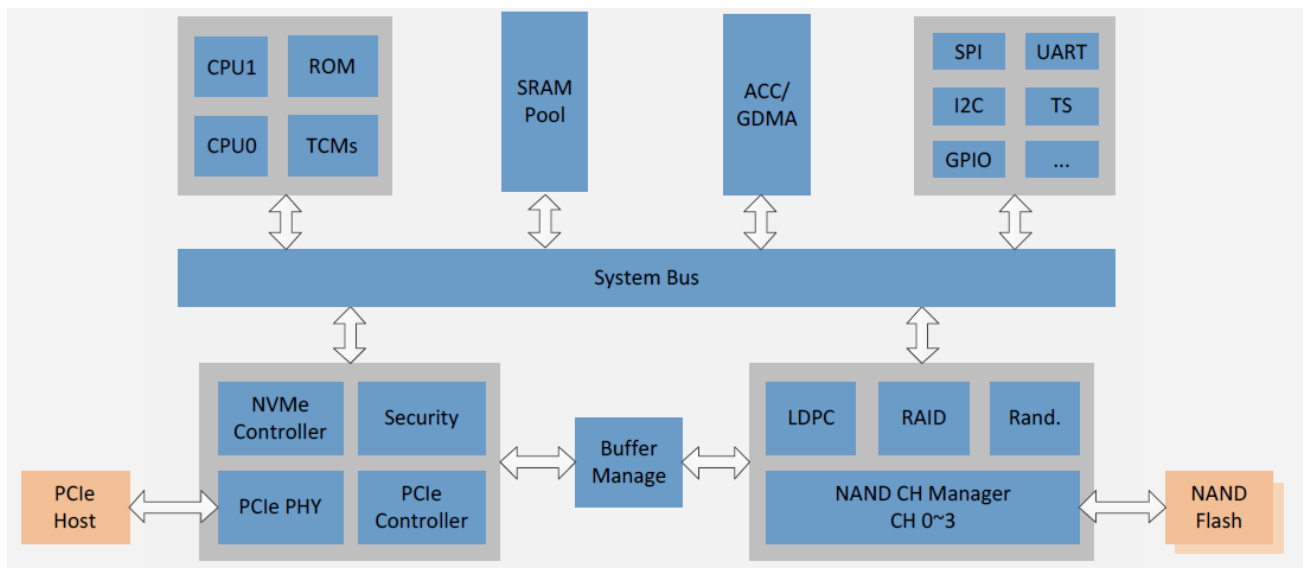 CPU1
ROM
CPU0
TCMs
SRAM
Pool
ACC/
GDMA
SPI
UART
I2C
TS
GPIO
...
System Bus
NVMe
Controller
Security
PCIe PHY
PCIe
Controller
Buffer
Manage
LDPC
RAID
Rand.
NAND CH Manager
CH 0~3
PCIe
Host
NAND
Flash